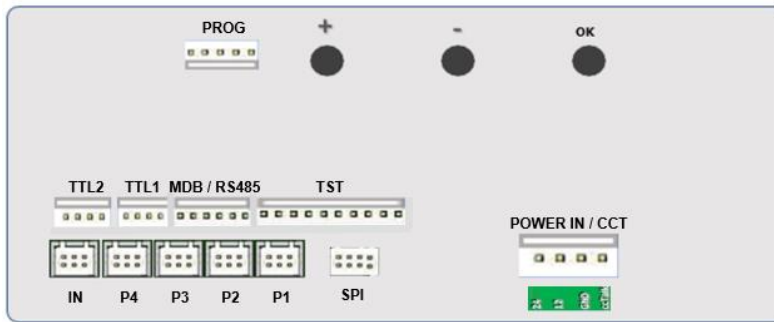 PROG + - OK
TTL2 TTL1 MDB / RS485 TST
POWER IN / CCT
24 12 GND
IN P4 P3 P2 P1 SPI